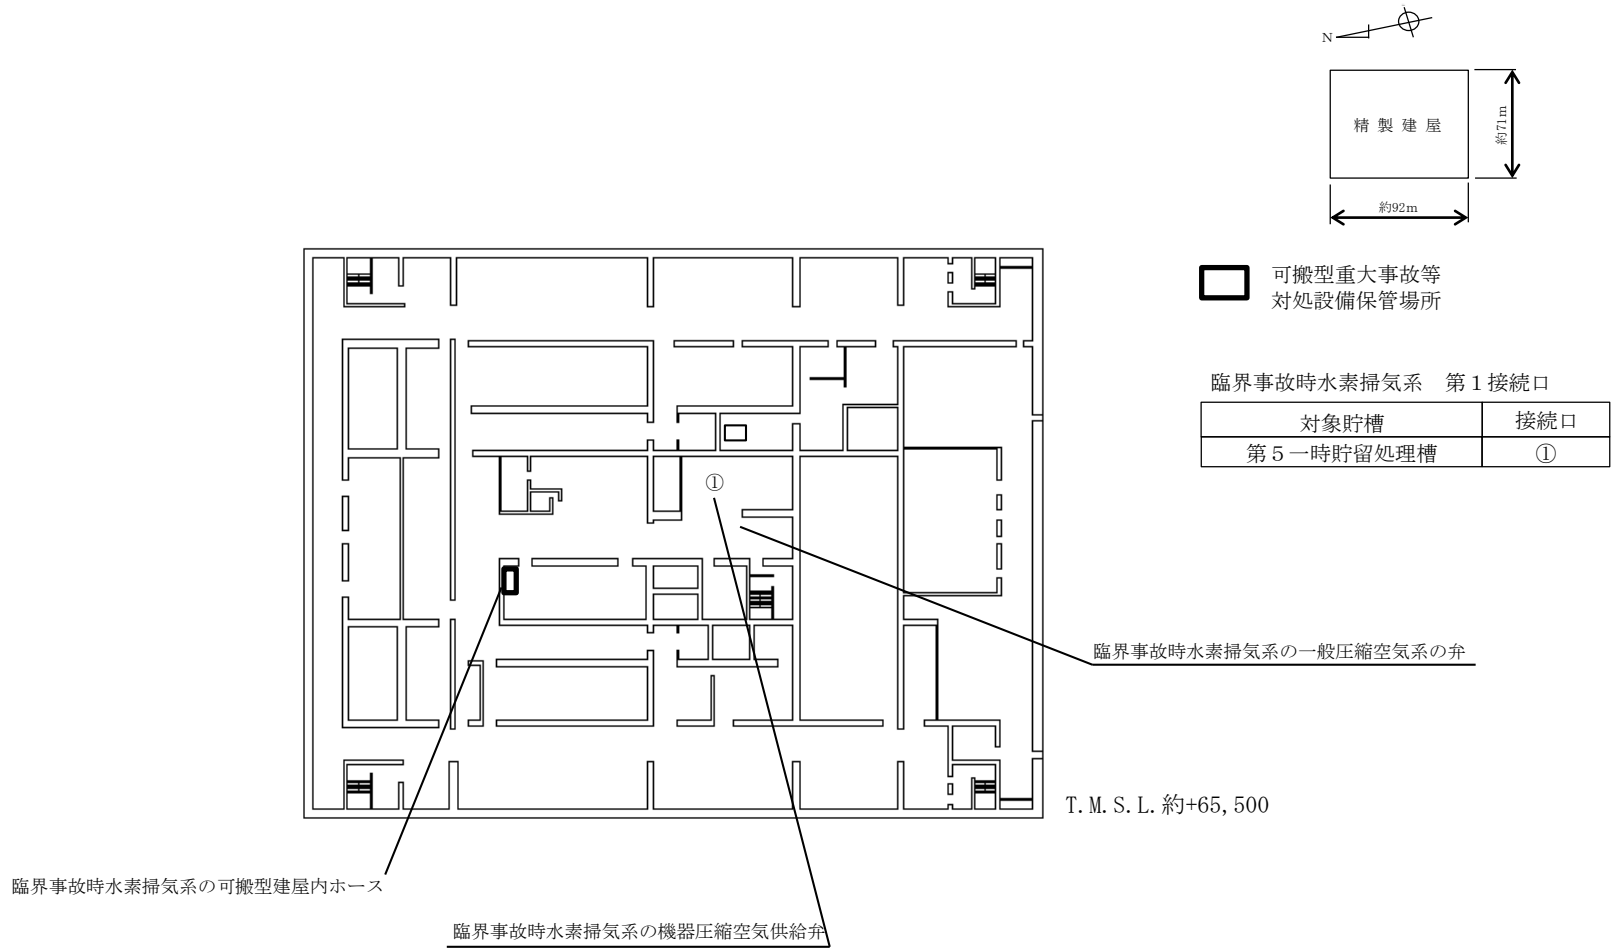 N
精製建屋
約71m
約92m
可搬型重大事故等
対処設備保管場所
臨界事故時水素掃気系　第１接続口
対象貯槽 接続口
第５一時貯留処理槽 ①
①
臨界事故時水素掃気系の一般圧縮空気系の弁
T.M.S.L.約+65,500
臨界事故時水素掃気系の可搬型建屋内ホース
臨界事故時水素掃気系の機器圧縮空気供給弁